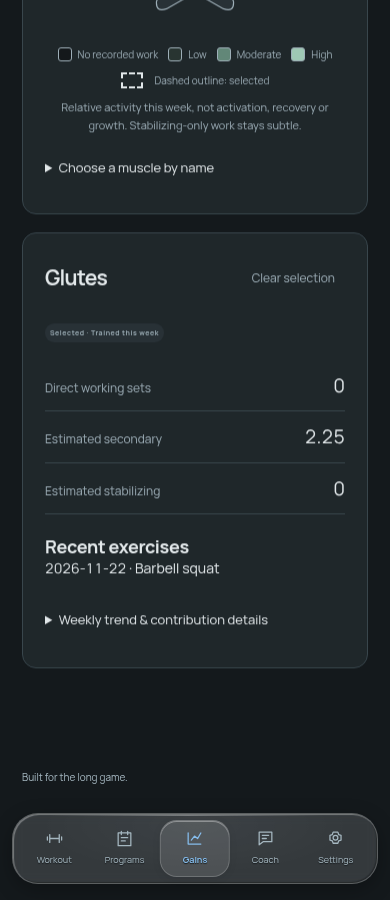 No recorded work Low Moderate High
Dashed outline: selected
Relative activity this week, not activation, recovery or
growth. Stabilizing-only work stays subtle.
Choose a muscle by name
Glutes Clear selection
Selected · Trained this week
Direct working sets 0
Estimated secondary 2.25
Estimated stabilizing 0
Recent exercises
2026-11-22 · Barbell squat
Weekly trend & contribution details
Built for the long game.
Workout Programs Gains Coach Settings